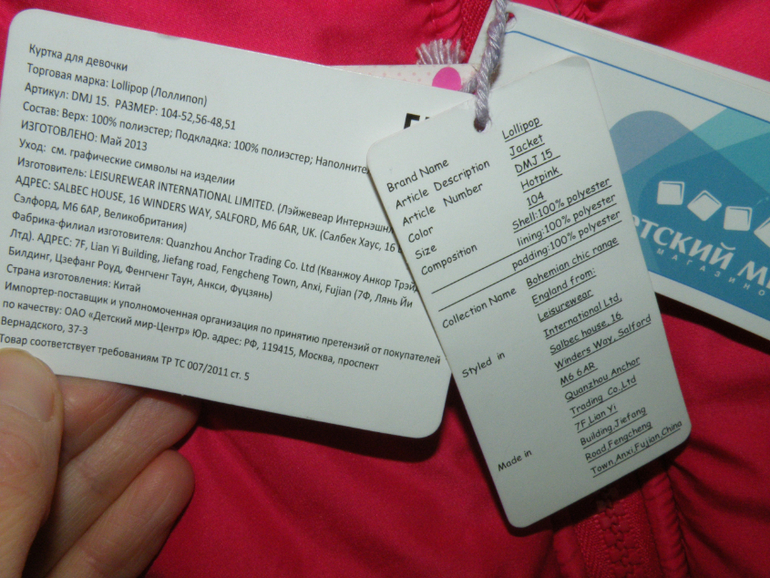 Куртка для девочки
Торговая марка: Lollipop (Лоллипоп)
Артикул: DMJ 15. РАЗМЕР: 104-52,56-48,51
Состав: Верх: 100% полиэстер; Подкладка: 100% полиэстер; Наполнитель
ИЗГОТОВЛЕНО: Май 2013
Уход: см. графические символы на изделии
Изготовитель: LEISUREWEAR INTERNATIONAL LIMITED. (Лэйжевеар Интернэшнл
АДРЕС: SALBEC HOUSE, 16 WINDERS WAY, SALFORD, M6 6AR, UK. (Салбек Хаус, 16
Сэлфорд, M6 6AP, Великобритания)
Фабрика-филиал изготовителя: Quanzhou Anchor Trading Co. Ltd (Кванжоу Анкор Трэйд
Лтд). АДРЕС: 7F, Lian Yi Building, Jiefang road, Fengcheng Town, Anxi, Fujian (7Ф, Лянь Йи
Билдинг, Цзефанг Роуд, Фенгченг Таун, Анкси, Фуцзянь)
Страна изготовления: Китай
Импортер-поставщик и уполномоченная организация по принятию претензий от покупателей
по качеству: ОАО «Детский мир-Центр» Юр. адрес: РФ, 119415, Москва, проспект
Вернадского, 37-3
Товар соответствует требованиям ТР ТС 007/2011 ст. 5
Brand Name Lollipop
Article Description Jacket
Article Number DMJ 15
Color Hotpink
Size 104
Composition Shell:100% polyester
lining:100% polyester
padding:100% polyester
Collection Name Bohemian chic range
Styled in England from:
Leisurewear
International Ltd,
Salbec house, 16
Winders Way, Salford
M6 6AR
Made in Quanzhou Anchor
Trading Co.,Ltd
7F,Lian Yi
Building,Jiefang
Road,Fengcheng
Town,Anxi,Fujian,China
ЕТСКИЙ МИ
МАГАЗИНО